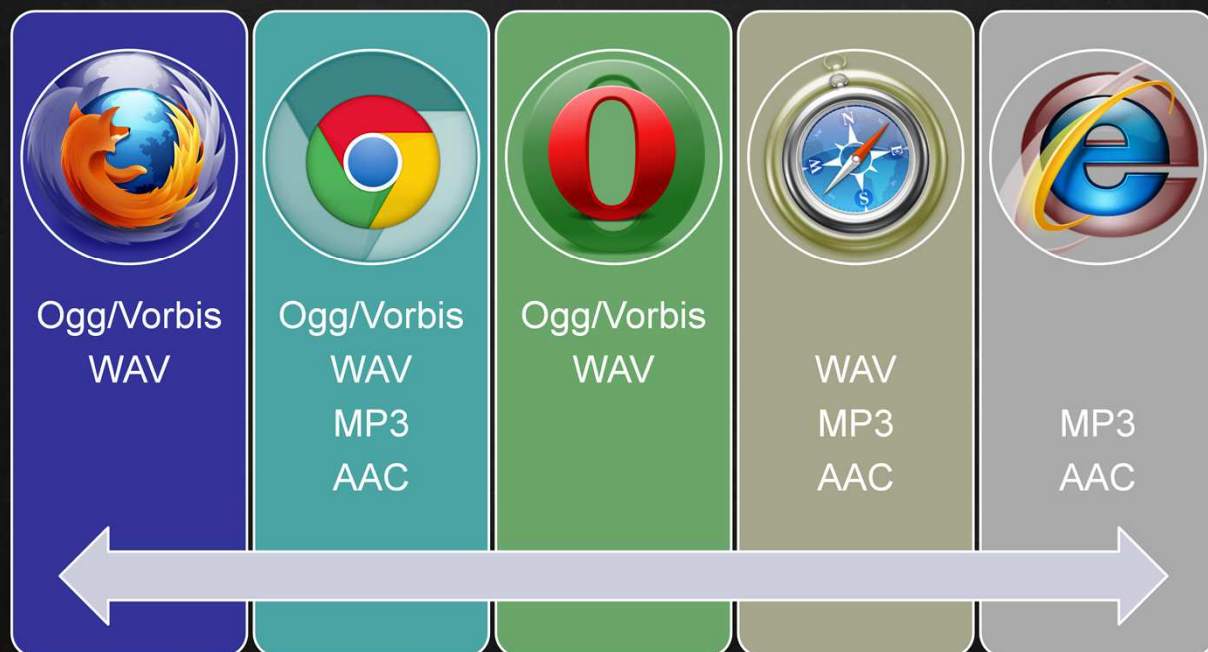 Ogg/Vorbis
WAV
Ogg/Vorbis
WAV
MP3
AAC
Ogg/Vorbis
WAV
N
E
S
W
WAV
MP3
AAC
MP3
AAC